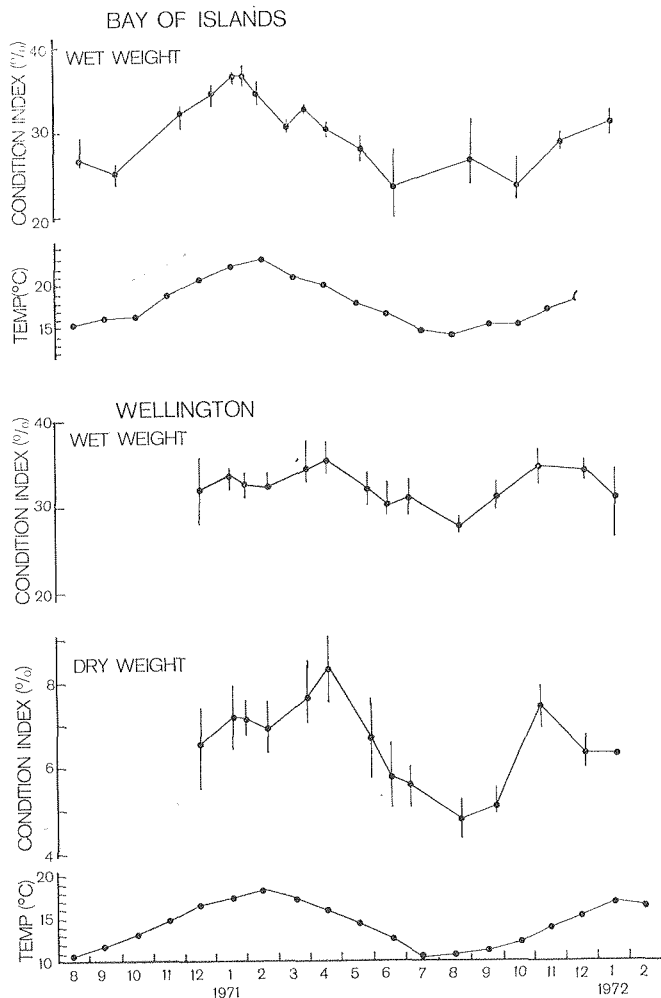 BAY OF ISLANDS
WET WEIGHT
CONDITION INDEX (%)
40
30
20
TEMP(°C)
20
15
WELLINGTON
WET WEIGHT
CONDITION INDEX (%)
40
30
20
DRY WEIGHT
CONDITION INDEX (%)
8
6
4
TEMP (°C)
20
15
10
8 9 10 11 12 1 2 3 4 5 6 7 8 9 10 11 12 1 2
1971 1972